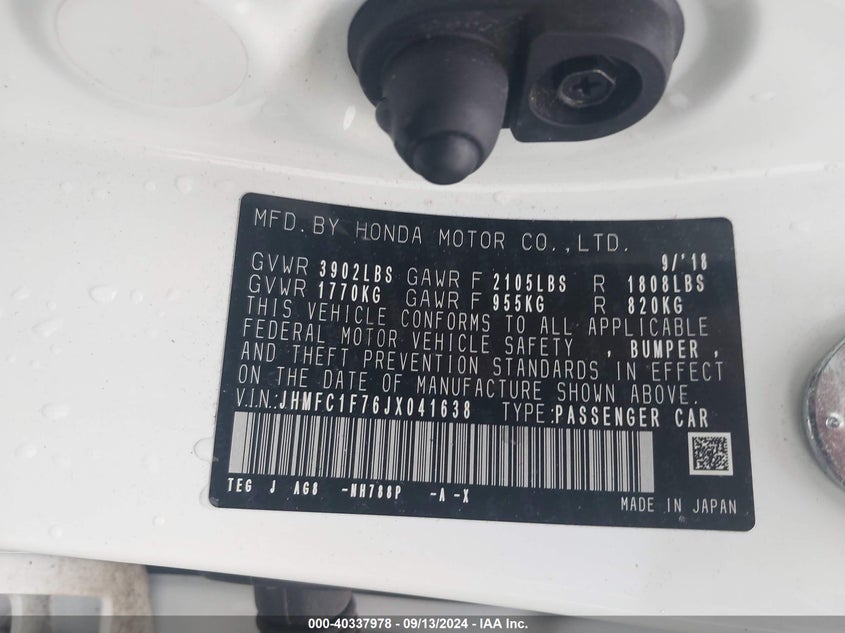 MFD. BY HONDA MOTOR CO., LTD.
9/'18
GVWR 3902LBS GAWR F 2105LBS R 1808LBS
GVWR 1770KG GAWR F 955KG R 820KG
THIS VEHICLE CONFORMS TO ALL APPLICABLE
FEDERAL MOTOR VEHICLE SAFETY , BUMPER ,
AND THEFT PREVENTION STANDARDS IN EFFECT
ON THE DATE OF MANUFACTURE SHOWN ABOVE.
V.I.N.:JHMFC1F76JX041638 TYPE:PASSENGER CAR
TEG J AG8 -NH788P -A -X
MADE IN JAPAN
000-40337978 - 09/13/2024 - IAA Inc.